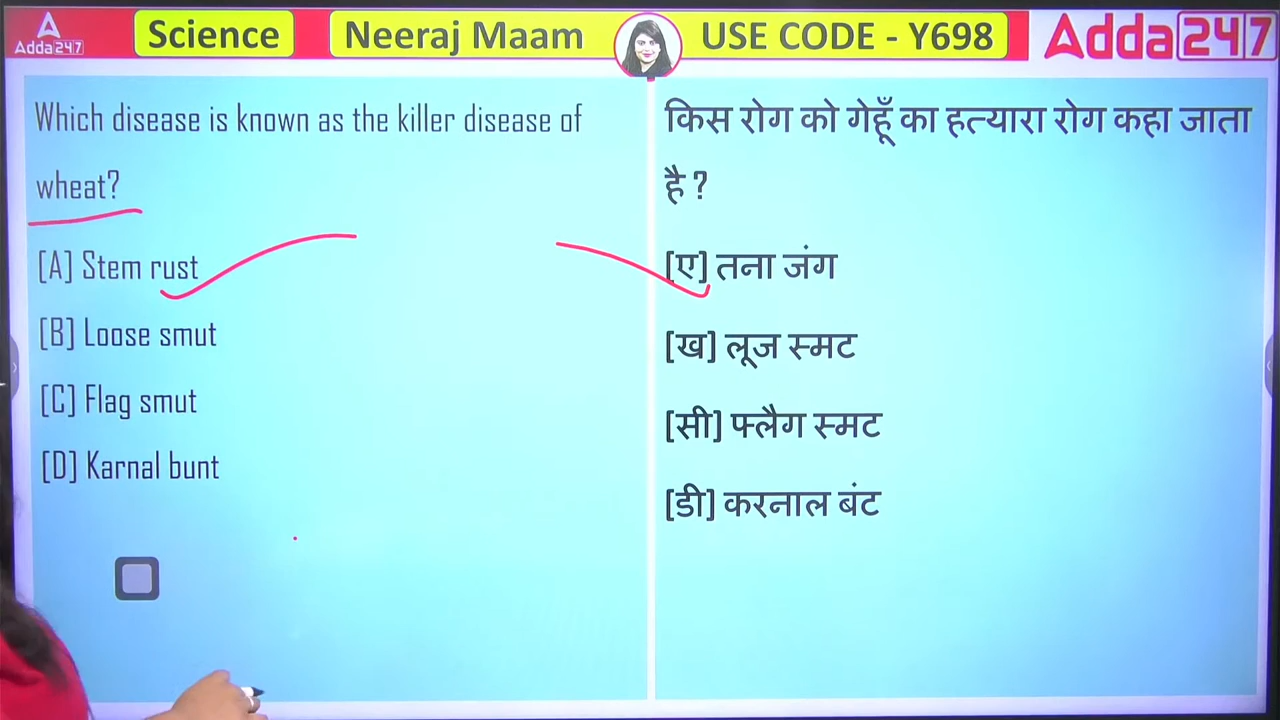 Adda247
Science
Neeraj Maam
USE CODE - Y698
Adda247
Which disease is known as the killer disease of
wheat?
[A] Stem rust
[B] Loose smut
[C] Flag smut
[D] Karnal bunt
किस रोग को गेहूँ का हत्यारा रोग कहा जाता
है ?
[ए] तना जंग
[ख] लूज स्मट
[सी] फ्लैग स्मट
[डी] करनाल बंट